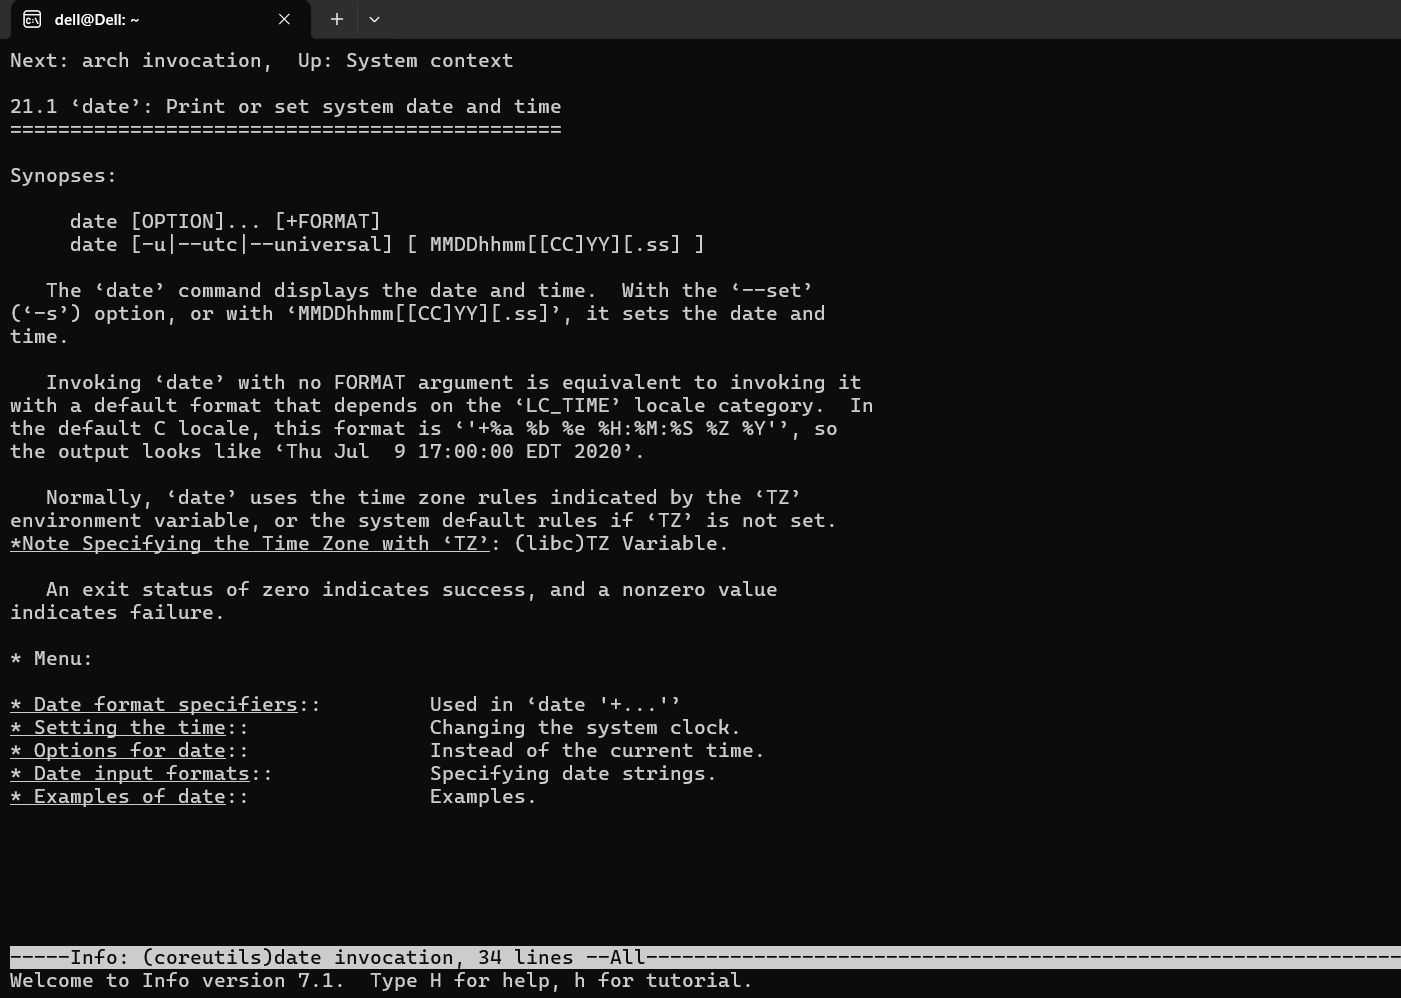 dell@Dell: ~
Next: arch invocation,  Up: System context
21.1 ‘date’: Print or set system date and time
==============================================
Synopses:
     date [OPTION]... [+FORMAT]
     date [-u|--utc|--universal] [ MMDDhhmm[[CC]YY][.ss] ]
   The ‘date’ command displays the date and time.  With the ‘--set’
(‘-s’) option, or with ‘MMDDhhmm[[CC]YY][.ss]’, it sets the date and
time.
   Invoking ‘date’ with no FORMAT argument is equivalent to invoking it
with a default format that depends on the ‘LC_TIME’ locale category.  In
the default C locale, this format is ‘'+%a %b %e %H:%M:%S %Z %Y'’, so
the output looks like ‘Thu Jul  9 17:00:00 EDT 2020’.
   Normally, ‘date’ uses the time zone rules indicated by the ‘TZ’
environment variable, or the system default rules if ‘TZ’ is not set.
*Note Specifying the Time Zone with ‘TZ’: (libc)TZ Variable.
   An exit status of zero indicates success, and a nonzero value
indicates failure.
* Menu:
* Date format specifiers::         Used in ‘date '+...'’
* Setting the time::               Changing the system clock.
* Options for date::               Instead of the current time.
* Date input formats::             Specifying date strings.
* Examples of date::               Examples.
-----Info: (coreutils)date invocation, 34 lines --All---------------------------------------------------------------
Welcome to Info version 7.1.  Type H for help, h for tutorial.